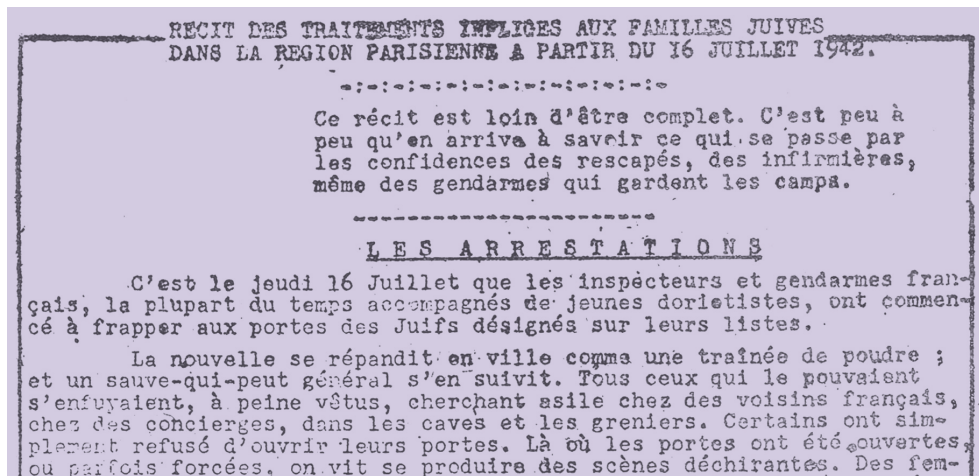 RECIT DES TRAITEMENTS INFLIGES AUX FAMILLES JUIVES
DANS LA REGION PARISIENNE A PARTIR DU 16 JUILLET 1942.
-:-:-:-:-:-:-:-:-:-:-:-
Ce récit est loin d'être complet. C'est peu à
peu qu'en arrive à savoir ce qui se passe par
les confidences des rescapés, des infirmières,
même des gendarmes qui gardent les camps.
------------------------
LES ARRESTATIONS
C'est le jeudi 16 Juillet que les inspecteurs et gendarmes fran-
çais, la plupart du temps accompagnés de jeunes doriotistes, ont commen-
cé à frapper aux portes des Juifs désignés sur leurs listes.
La nouvelle se répandit en ville comme une traînée de poudre ;
et un sauve-qui-peut général s'en suivit. Tous ceux qui le pouvaient
s'enfuyaient, à peine vêtus, cherchant asile chez des voisins français,
chez des concierges, dans les caves et les greniers. Certains ont sim-
plement refusé d'ouvrir leurs portes. Là où les portes ont été ouvertes
ou parfois forcées, on vit se produire des scènes déchirantes. Des fem-